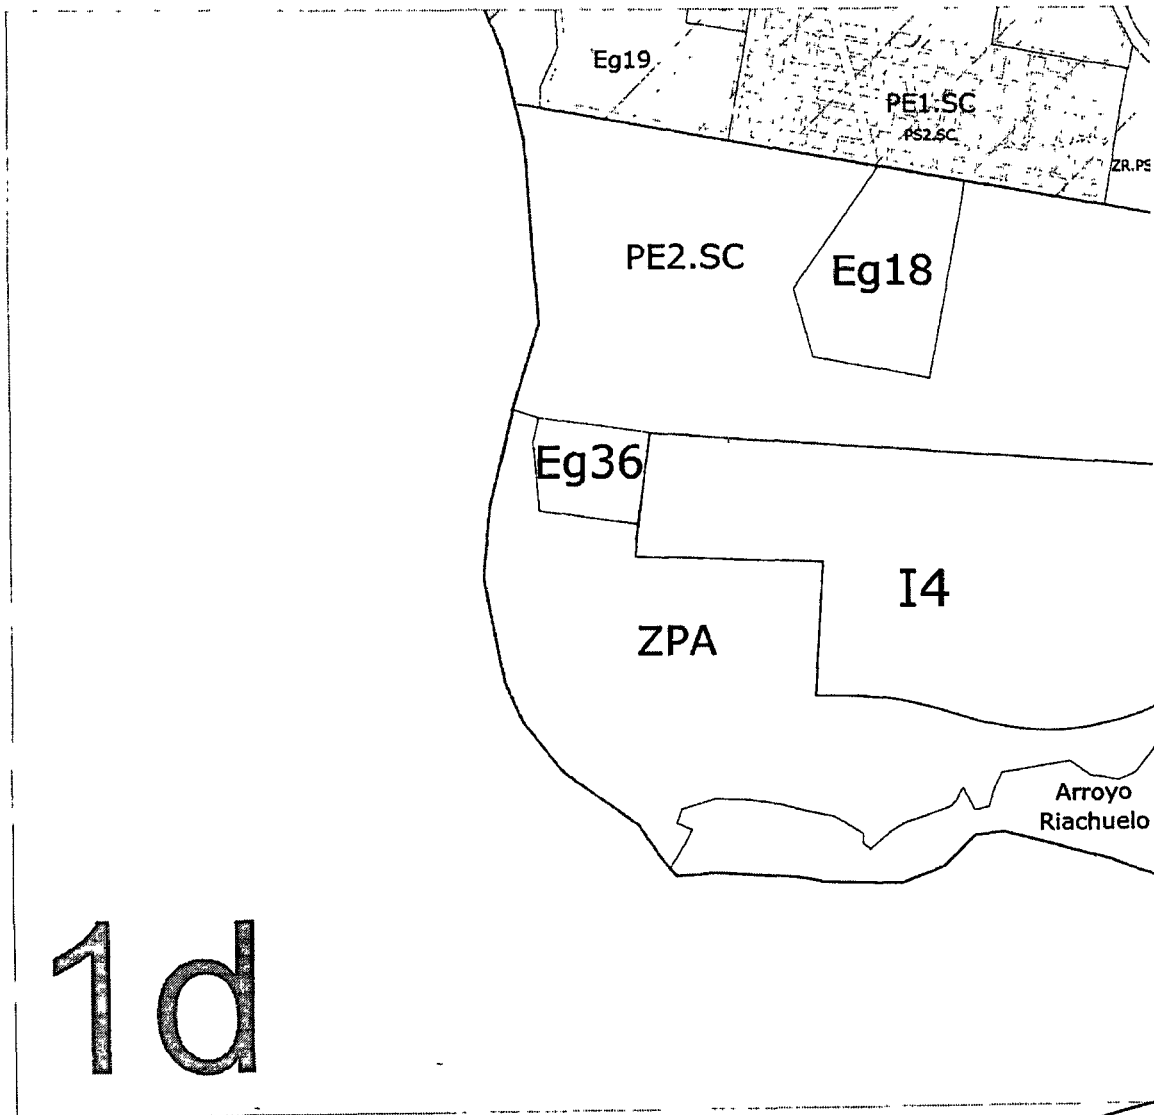 Eg19
PE1.SC
PS2.SC
ZR.PS
PE2.SC
Eg18
Eg36
I4
ZPA
Arroyo
Riachuelo
1d